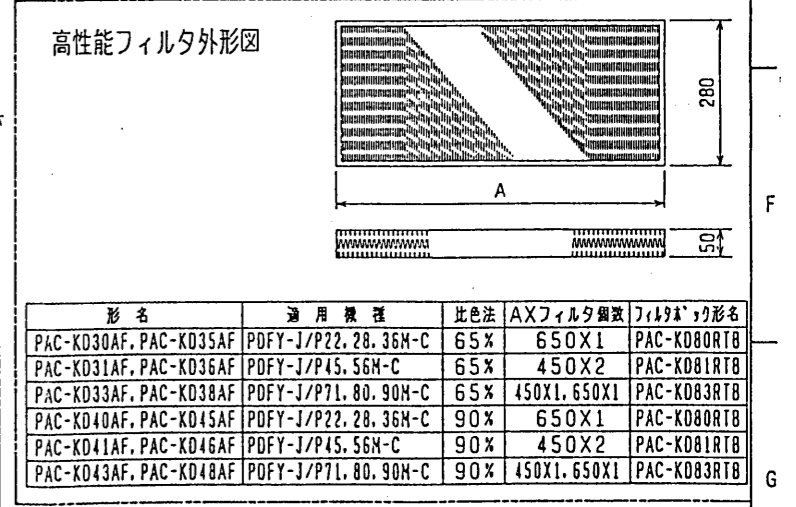 高性能フィルタ外形図
280
A
F
50
形 名 適 用 機 種 比色法 AXフィルタ個数 フィルタボック形名
PAC-KD30AF,PAC-KD35AF PDFY-J/P22,28,36M-C 65% 650X1 PAC-KD80RTB
PAC-KD31AF,PAC-KD36AF PDFY-J/P45,56M-C 65% 450X2 PAC-KD81RTB
PAC-KD33AF,PAC-KD38AF PDFY-J/P71,80,90M-C 65% 450X1,650X1 PAC-KD83RTB
PAC-KD40AF,PAC-KD45AF PDFY-J/P22,28,36M-C 90% 650X1 PAC-KD80RTB
PAC-KD41AF,PAC-KD46AF PDFY-J/P45,56M-C 90% 450X2 PAC-KD81RTB
PAC-KD43AF,PAC-KD48AF PDFY-J/P71,80,90M-C 90% 450X1,650X1 PAC-KD83RTB
G